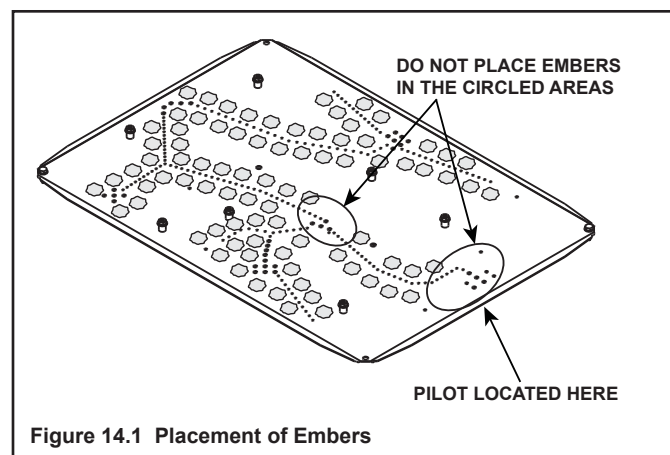 DO NOT PLACE EMBERS
IN THE CIRCLED AREAS
PILOT LOCATED HERE
Figure 14.1  Placement of Embers